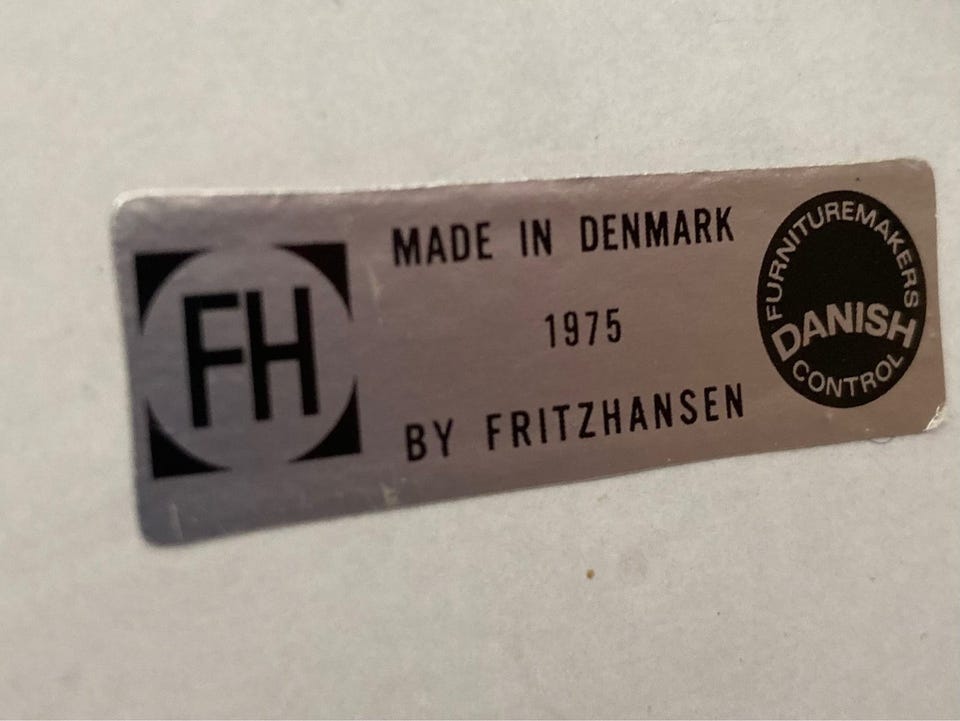 FH
MADE IN DENMARK
1975
BY FRITZHANSEN
FURNITUREMAKERS
DANISH
CONTROL